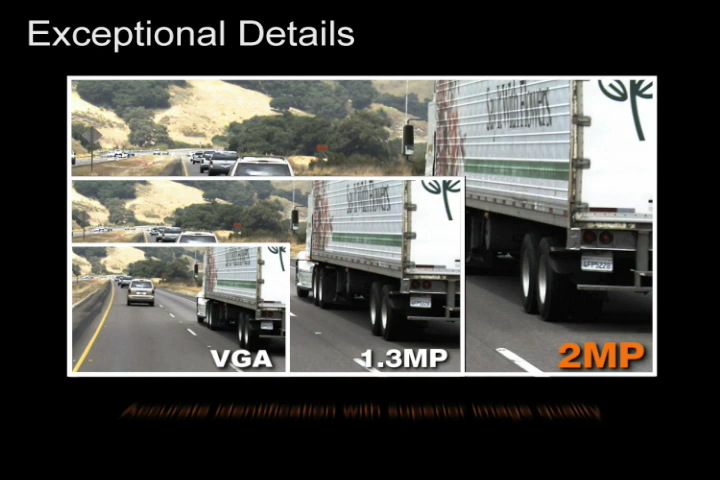 Exceptional Details
VGA
1.3MP
2MP
Accurate identification with superior image quality